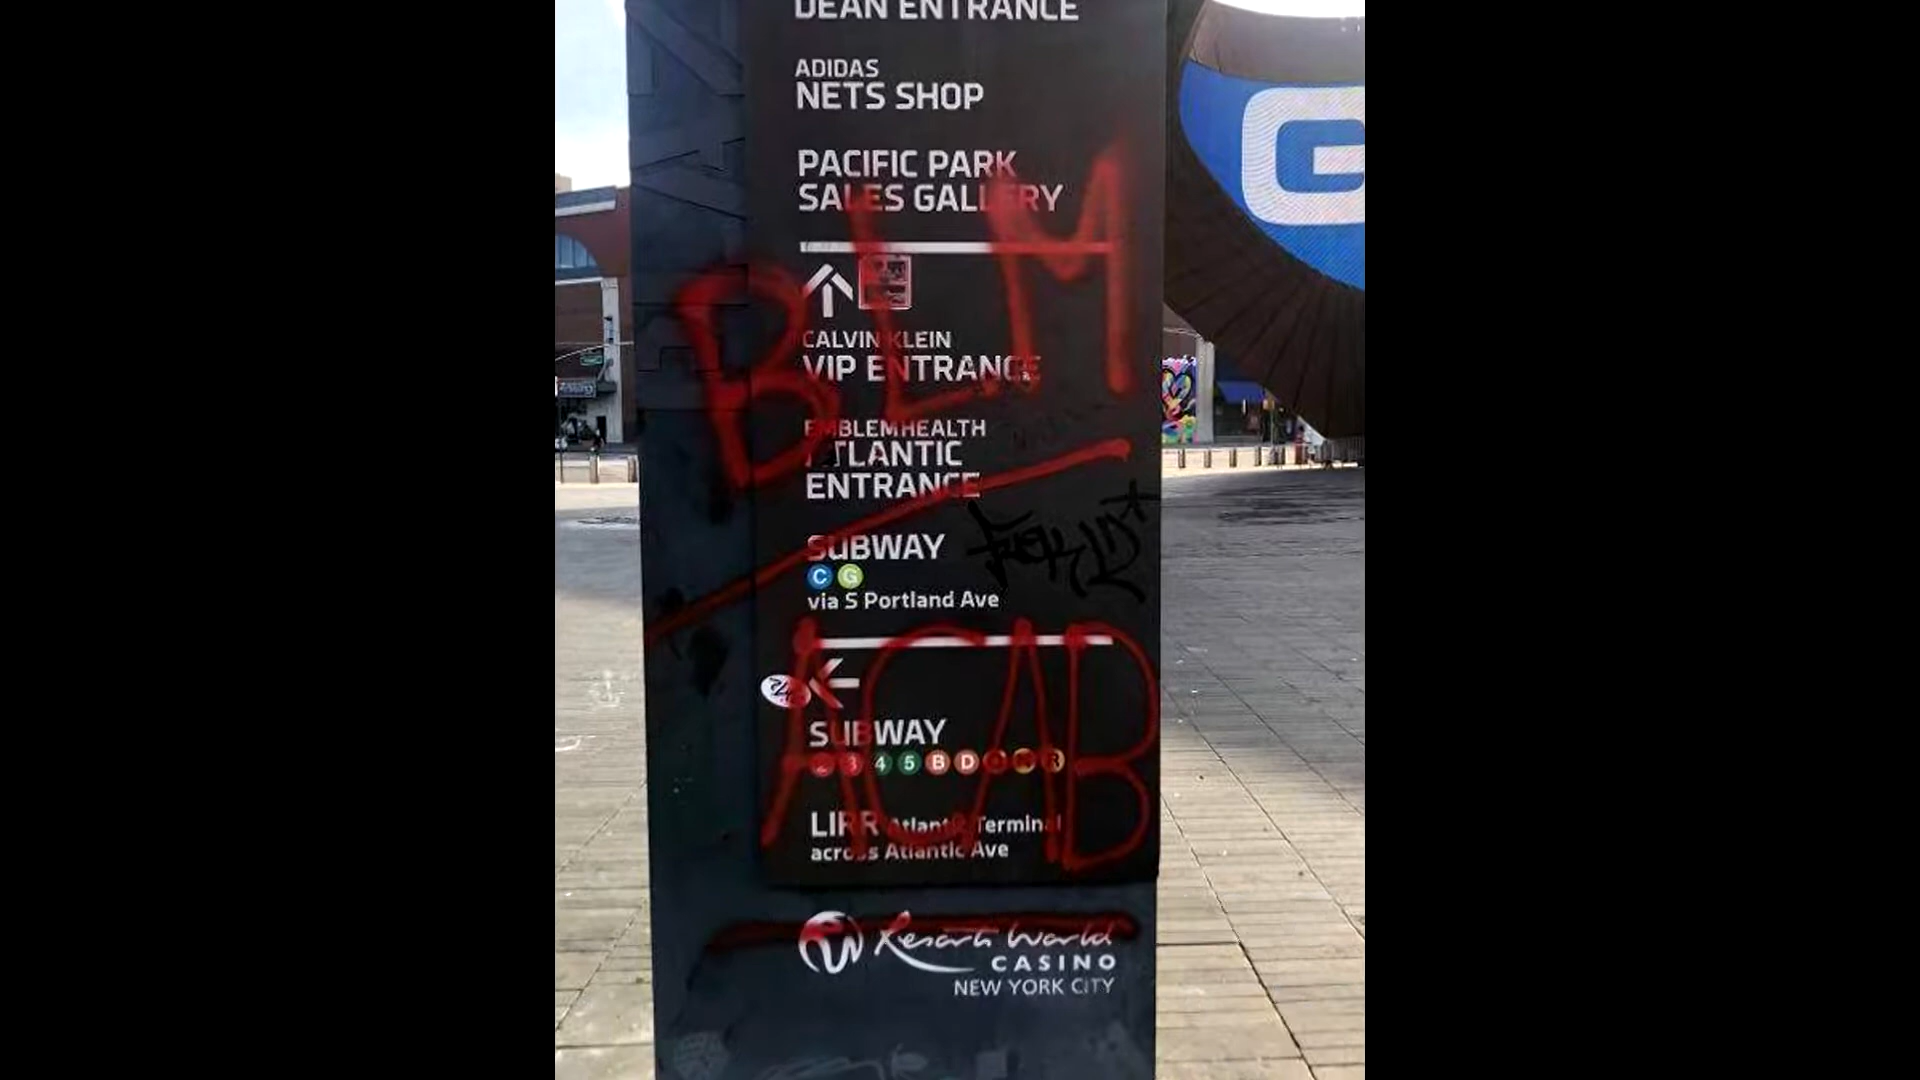 DEAN ENTRANCE
ADIDAS
NETS SHOP
PACIFIC PARK
SALES GALLERY
BLM
CALVIN KLEIN
VIP ENTRANCE
EMBLEMHEALTH
ATLANTIC
ENTRANCE
SUBWAY
C G
via S Portland Ave
ACAB
SUBWAY
2 3 4 5 B D Q N R
LIRR Atlantic Terminal
across Atlantic Ave
Resorts World
CASINO
NEW YORK CITY
G